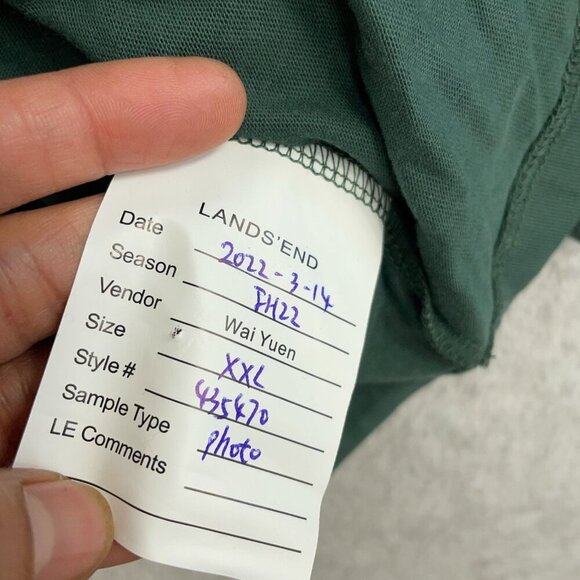 LANDS'END
Date 2022-3-14
Season FH22
Vendor Wai Yuen
Size XXL
Style # 435470
Sample Type photo
LE Comments